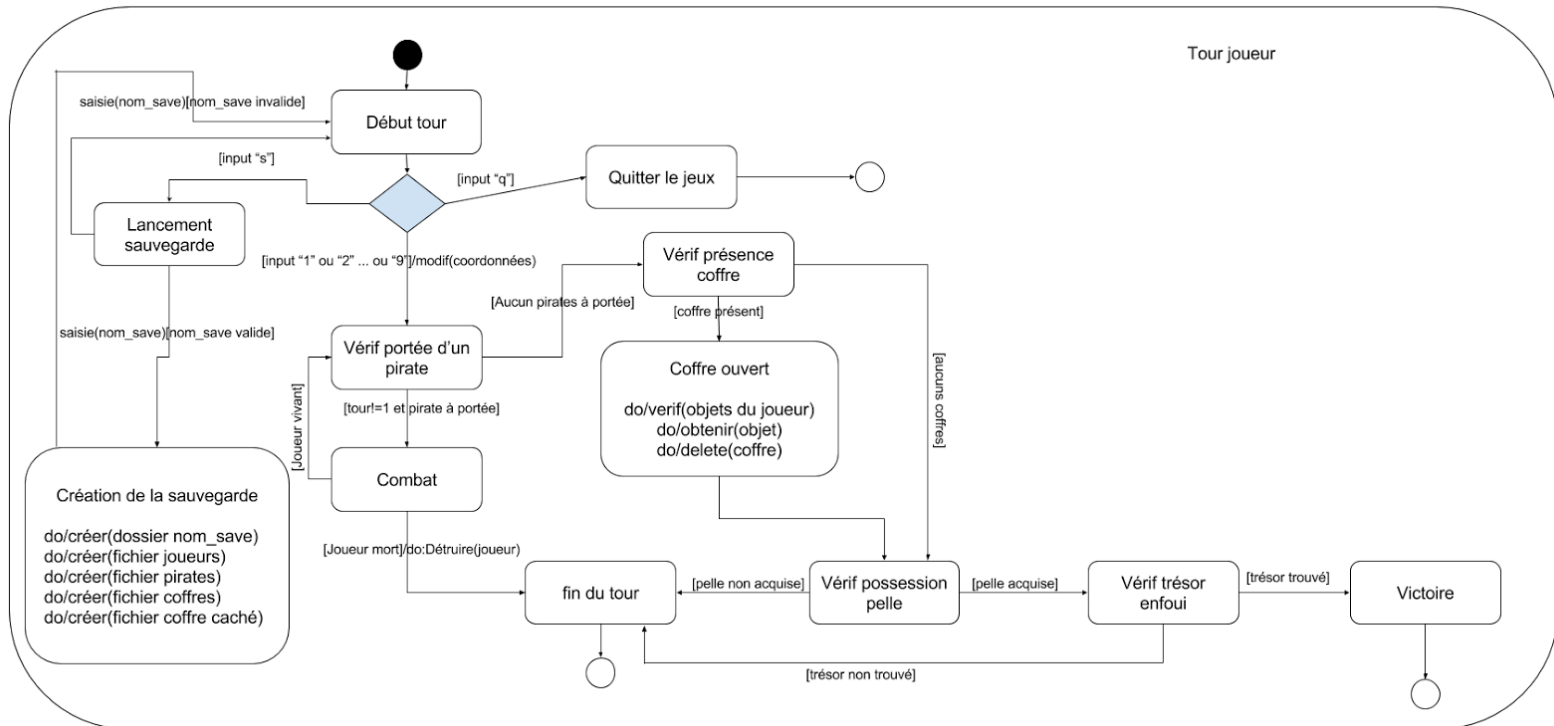 Tour joueur
saisie(nom_save)[nom_save invalide]
Début tour
[input “s”]
[input “q”]
Quitter le jeux
Lancement
sauvegarde
[input “1” ou “2” ... ou “9”]/modif(coordonnées)
Vérif présence
coffre
[Aucun pirates à portée]
[coffre présent]
saisie(nom_save)[nom_save valide]
Vérif portée d’un
pirate
[aucuns coffres]
Coffre ouvert
do/verif(objets du joueur)
do/obtenir(objet)
do/delete(coffre)
[tour!=1 et pirate à portée]
[Joueur vivant]
Combat
Création de la sauvegarde
do/créer(dossier nom_save)
do/créer(fichier joueurs)
do/créer(fichier pirates)
do/créer(fichier coffres)
do/créer(fichier coffre caché)
[Joueur mort]/do:Détruire(joueur)
fin du tour
[pelle non acquise]
Vérif possession
pelle
[pelle acquise]
Vérif trésor
enfoui
[trésor trouvé]
Victoire
[trésor non trouvé]